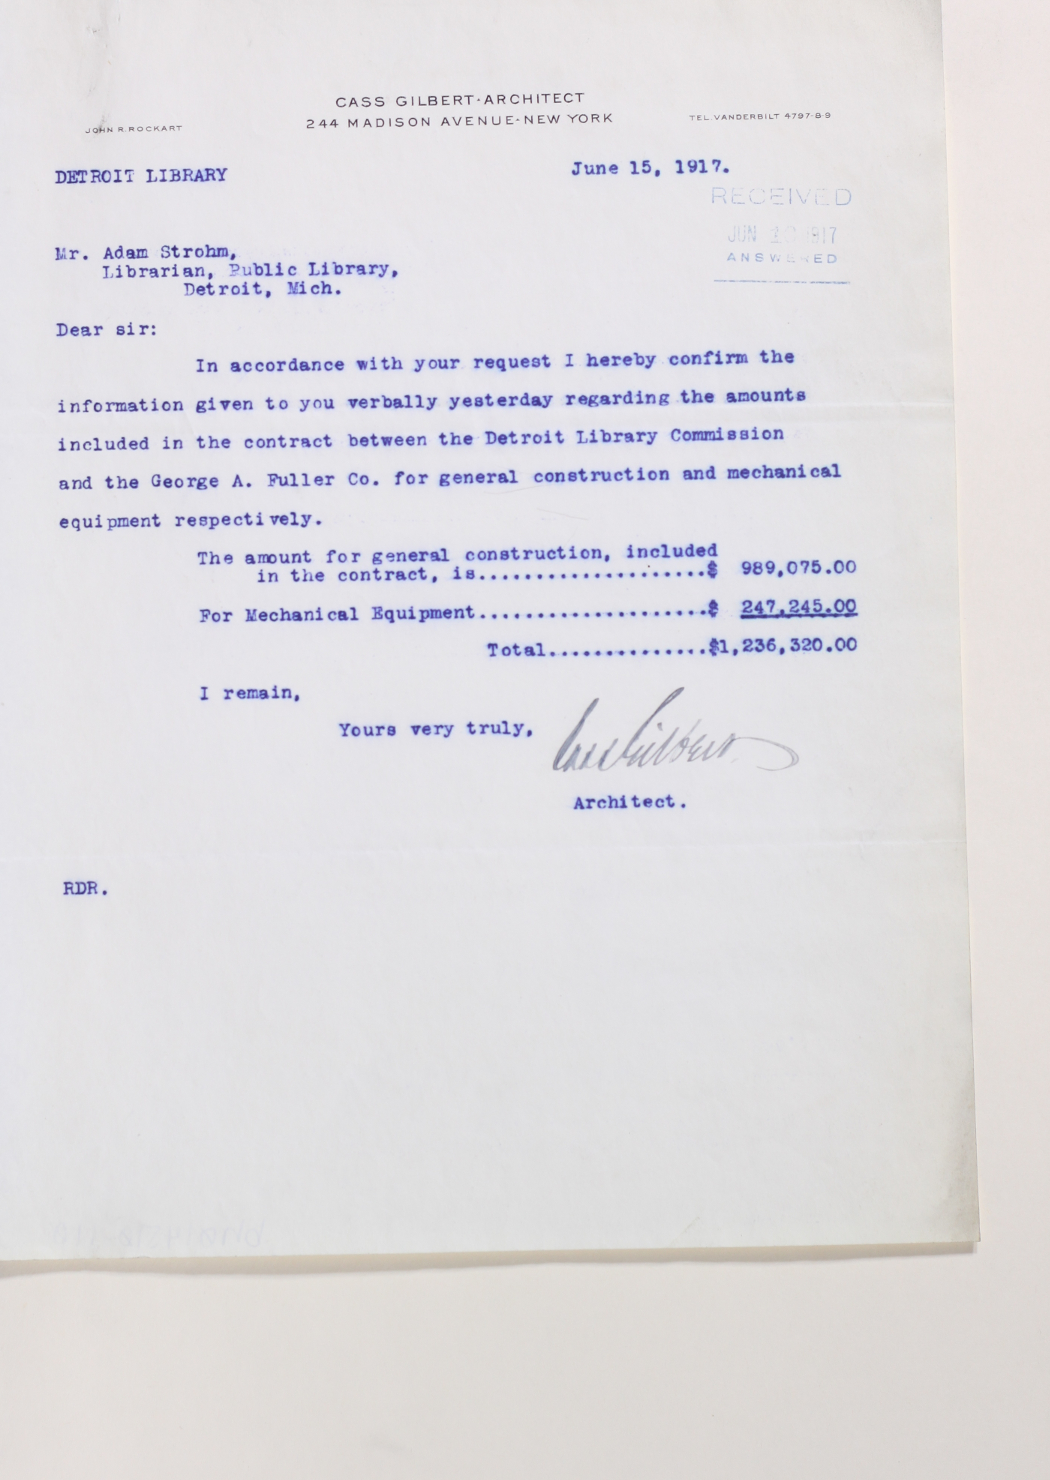 CASS GILBERT·ARCHITECT
244 MADISON AVENUE·NEW YORK
JOHN R. ROCKART
TEL. VANDERBILT 4797-8-9
DETROIT LIBRARY
June 15, 1917.
RECEIVED
JUN 1917
ANSWERED
Mr. Adam Strohm,
Librarian, Public Library,
Detroit, Mich.
Dear sir:
In accordance with your request I hereby confirm the
information given to you verbally yesterday regarding the amounts
included in the contract between the Detroit Library Commission
and the George A. Fuller Co. for general construction and mechanical
equipment respectively.
The amount for general construction, included
in the contract, is....................$ 989,075.00
For Mechanical Equipment....................$ 247,245.00
Total..............$1,236,320.00
I remain,
Yours very truly,
Cass Gilbert
Architect.
RDR.